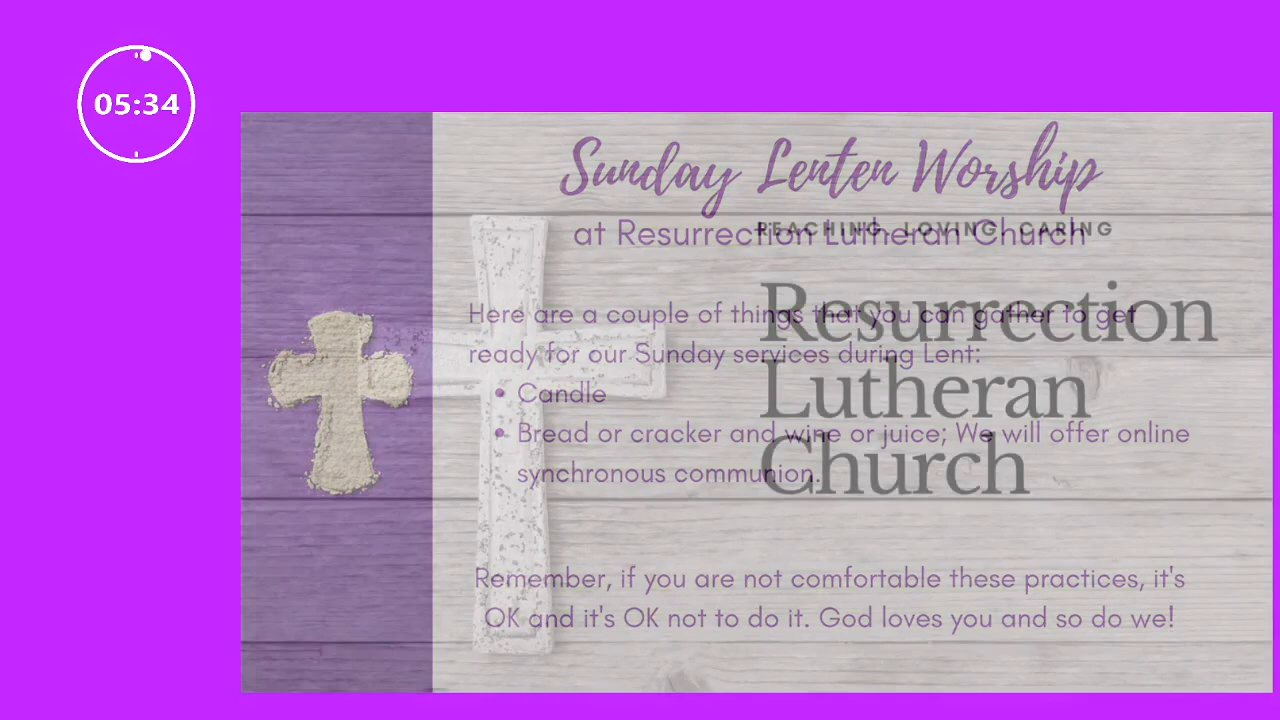 05:34
Sunday Lenten Worship
at Resurrection Lutheran Church
REACHING, LOVING, CARING
Here are a couple of things that you can gather to get
ready for our Sunday services during Lent:
• Candle
• Bread or cracker and wine or juice; We will offer online
synchronous communion.
Resurrection
Lutheran
Church
Remember, if you are not comfortable these practices, it's
OK and it's OK not to do it. God loves you and so do we!